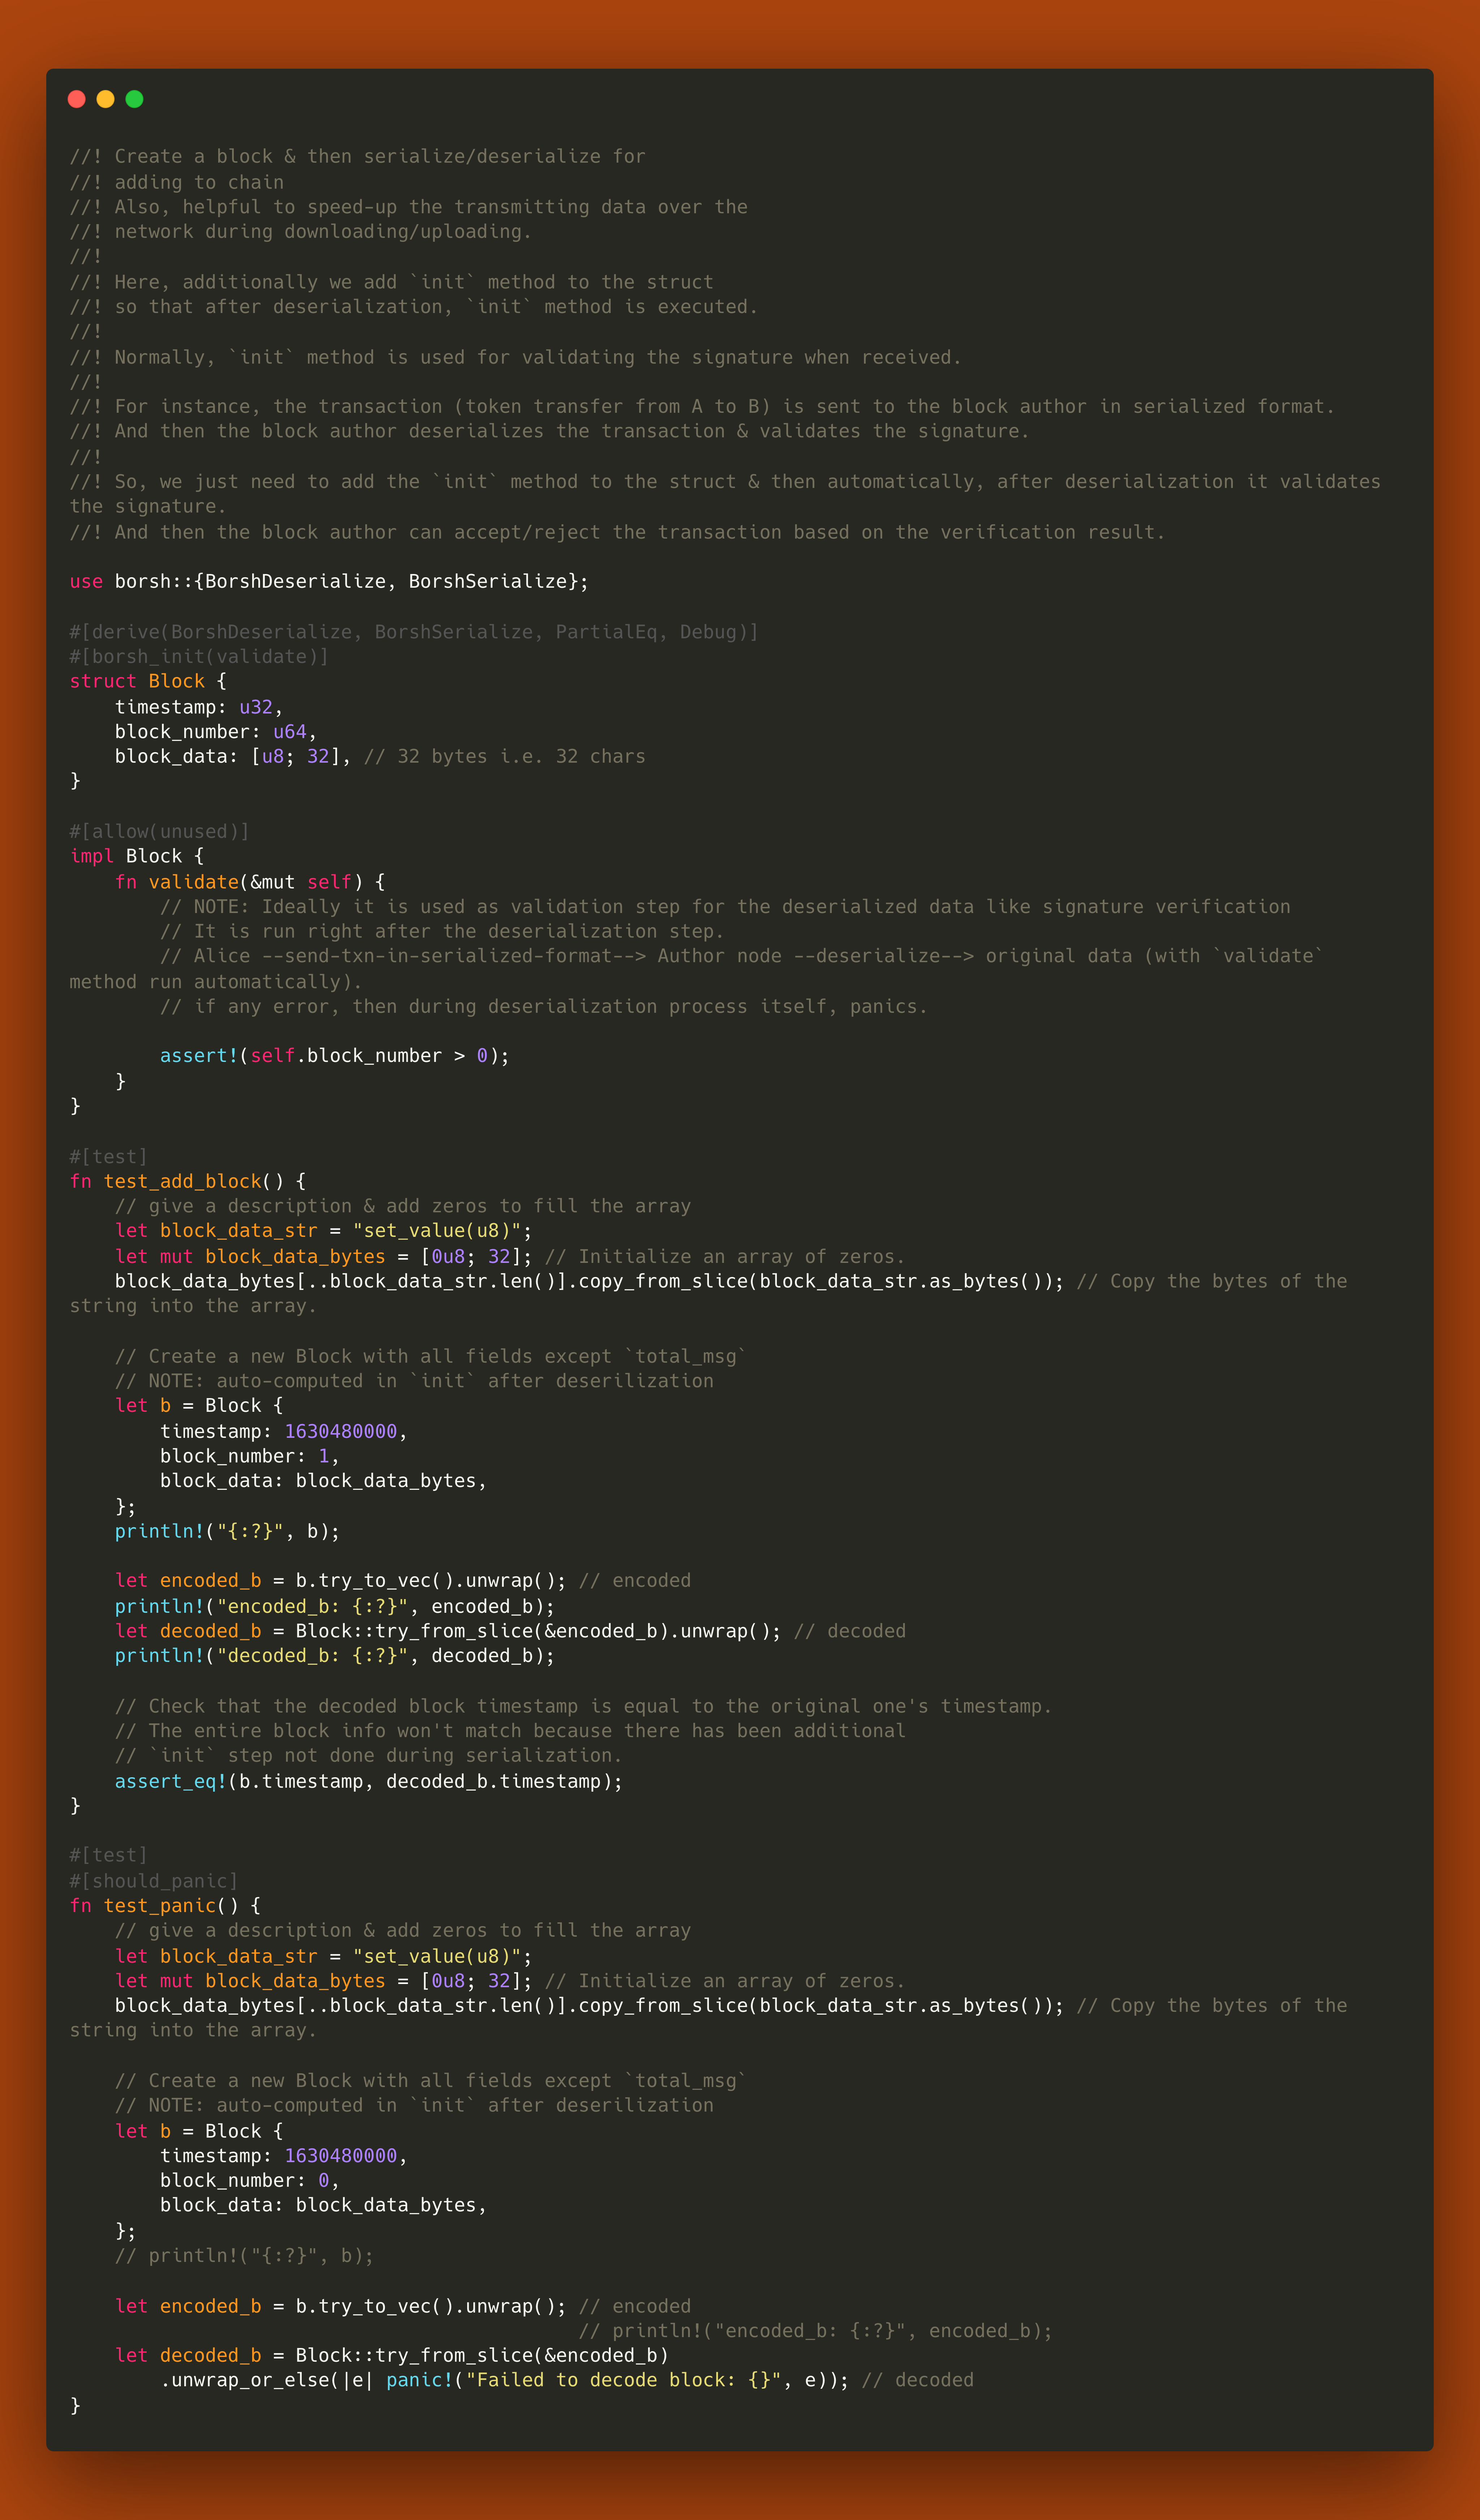 //! Create a block & then serialize/deserialize for
//! adding to chain
//! Also, helpful to speed-up the transmitting data over the
//! network during downloading/uploading.
//!
//! Here, additionally we add `init` method to the struct
//! so that after deserialization, `init` method is executed.
//!
//! Normally, `init` method is used for validating the signature when received.
//!
//! For instance, the transaction (token transfer from A to B) is sent to the block author in serialized format.
//! And then the block author deserializes the transaction & validates the signature.
//!
//! So, we just need to add the `init` method to the struct & then automatically, after deserialization it validates
the signature.
//! And then the block author can accept/reject the transaction based on the verification result.

use borsh::{BorshDeserialize, BorshSerialize};

#[derive(BorshDeserialize, BorshSerialize, PartialEq, Debug)]
#[borsh_init(validate)]
struct Block {
    timestamp: u32,
    block_number: u64,
    block_data: [u8; 32], // 32 bytes i.e. 32 chars
}

#[allow(unused)]
impl Block {
    fn validate(&mut self) {
        // NOTE: Ideally it is used as validation step for the deserialized data like signature verification
        // It is run right after the deserialization step.
        // Alice --send-txn-in-serialized-format--> Author node --deserialize--> original data (with `validate`
method run automatically).
        // if any error, then during deserialization process itself, panics.

        assert!(self.block_number > 0);
    }
}

#[test]
fn test_add_block() {
    // give a description & add zeros to fill the array
    let block_data_str = "set_value(u8)";
    let mut block_data_bytes = [0u8; 32]; // Initialize an array of zeros.
    block_data_bytes[..block_data_str.len()].copy_from_slice(block_data_str.as_bytes()); // Copy the bytes of the
string into the array.

    // Create a new Block with all fields except `total_msg`
    // NOTE: auto-computed in `init` after deserilization
    let b = Block {
        timestamp: 1630480000,
        block_number: 1,
        block_data: block_data_bytes,
    };
    println!("{:?}", b);

    let encoded_b = b.try_to_vec().unwrap(); // encoded
    println!("encoded_b: {:?}", encoded_b);
    let decoded_b = Block::try_from_slice(&encoded_b).unwrap(); // decoded
    println!("decoded_b: {:?}", decoded_b);

    // Check that the decoded block timestamp is equal to the original one's timestamp.
    // The entire block info won't match because there has been additional
    // `init` step not done during serialization.
    assert_eq!(b.timestamp, decoded_b.timestamp);
}

#[test]
#[should_panic]
fn test_panic() {
    // give a description & add zeros to fill the array
    let block_data_str = "set_value(u8)";
    let mut block_data_bytes = [0u8; 32]; // Initialize an array of zeros.
    block_data_bytes[..block_data_str.len()].copy_from_slice(block_data_str.as_bytes()); // Copy the bytes of the
string into the array.

    // Create a new Block with all fields except `total_msg`
    // NOTE: auto-computed in `init` after deserilization
    let b = Block {
        timestamp: 1630480000,
        block_number: 0,
        block_data: block_data_bytes,
    };
    // println!("{:?}", b);

    let encoded_b = b.try_to_vec().unwrap(); // encoded
                                             // println!("encoded_b: {:?}", encoded_b);
    let decoded_b = Block::try_from_slice(&encoded_b)
        .unwrap_or_else(|e| panic!("Failed to decode block: {}", e)); // decoded
}